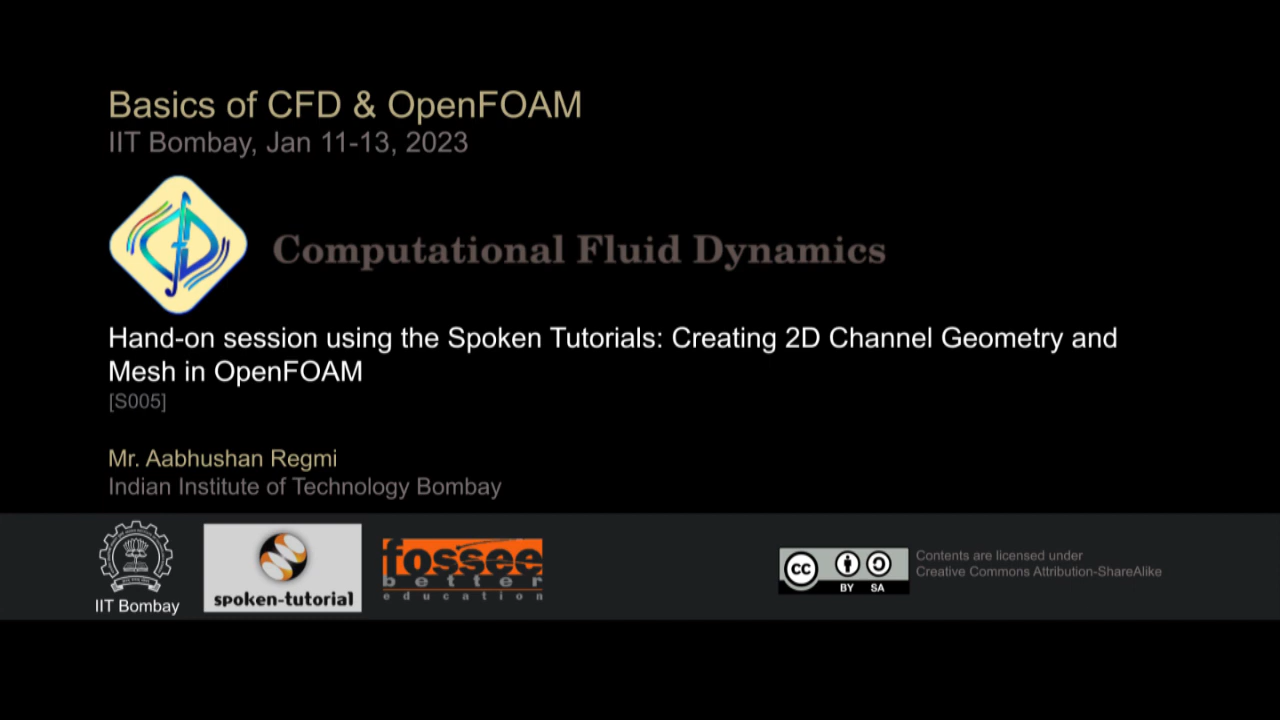 Basics of CFD & OpenFOAM
IIT Bombay, Jan 11-13, 2023
Computational Fluid Dynamics
Hand-on session using the Spoken Tutorials: Creating 2D Channel Geometry and
Mesh in OpenFOAM
[S005]
Mr. Aabhushan Regmi
Indian Institute of Technology Bombay
IIT Bombay
spoken-tutorial
fossee
better
education
cc
BY SA
Contents are licensed under
Creative Commons Attribution-ShareAlike